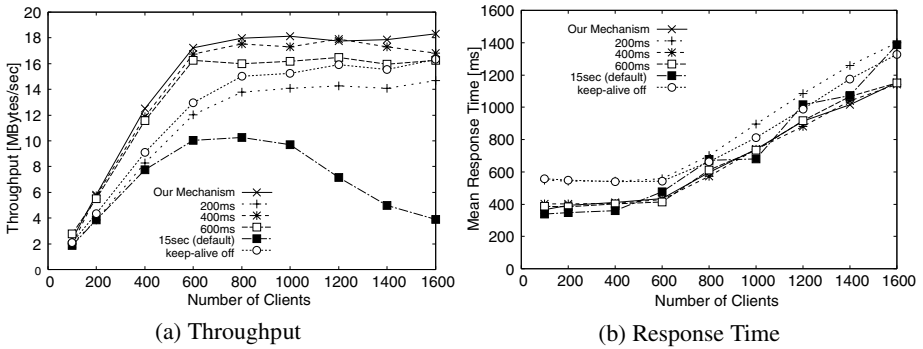 20
18
16
14
12
10
8
6
4
2
0
Throughput [MBytes/sec]
Our Mechanism
200ms
400ms
600ms
15sec (default)
keep-alive off
0 200 400 600 800 1000 1200 1400 1600
Number of Clients
(a) Throughput
1600
1400
1200
1000
800
600
400
200
0
Mean Response Time [ms]
Our Mechanism
200ms
400ms
600ms
15sec (default)
keep-alive off
0 200 400 600 800 1000 1200 1400 1600
Number of Clients
(b) Response Time